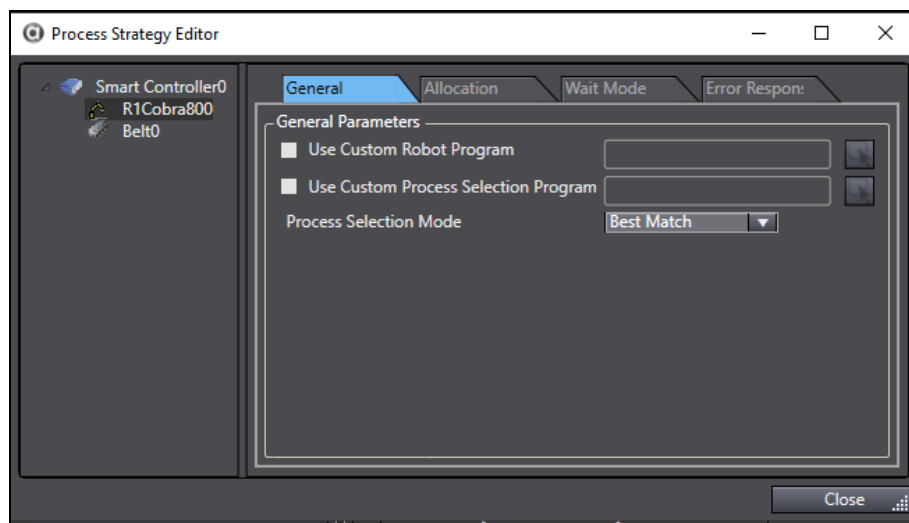 Process Strategy Editor
Smart Controller0
R1Cobra800
Belt0
General
Allocation
Wait Mode
Error Respon:
General Parameters
Use Custom Robot Program
Use Custom Process Selection Program
Process Selection Mode
Best Match
Close